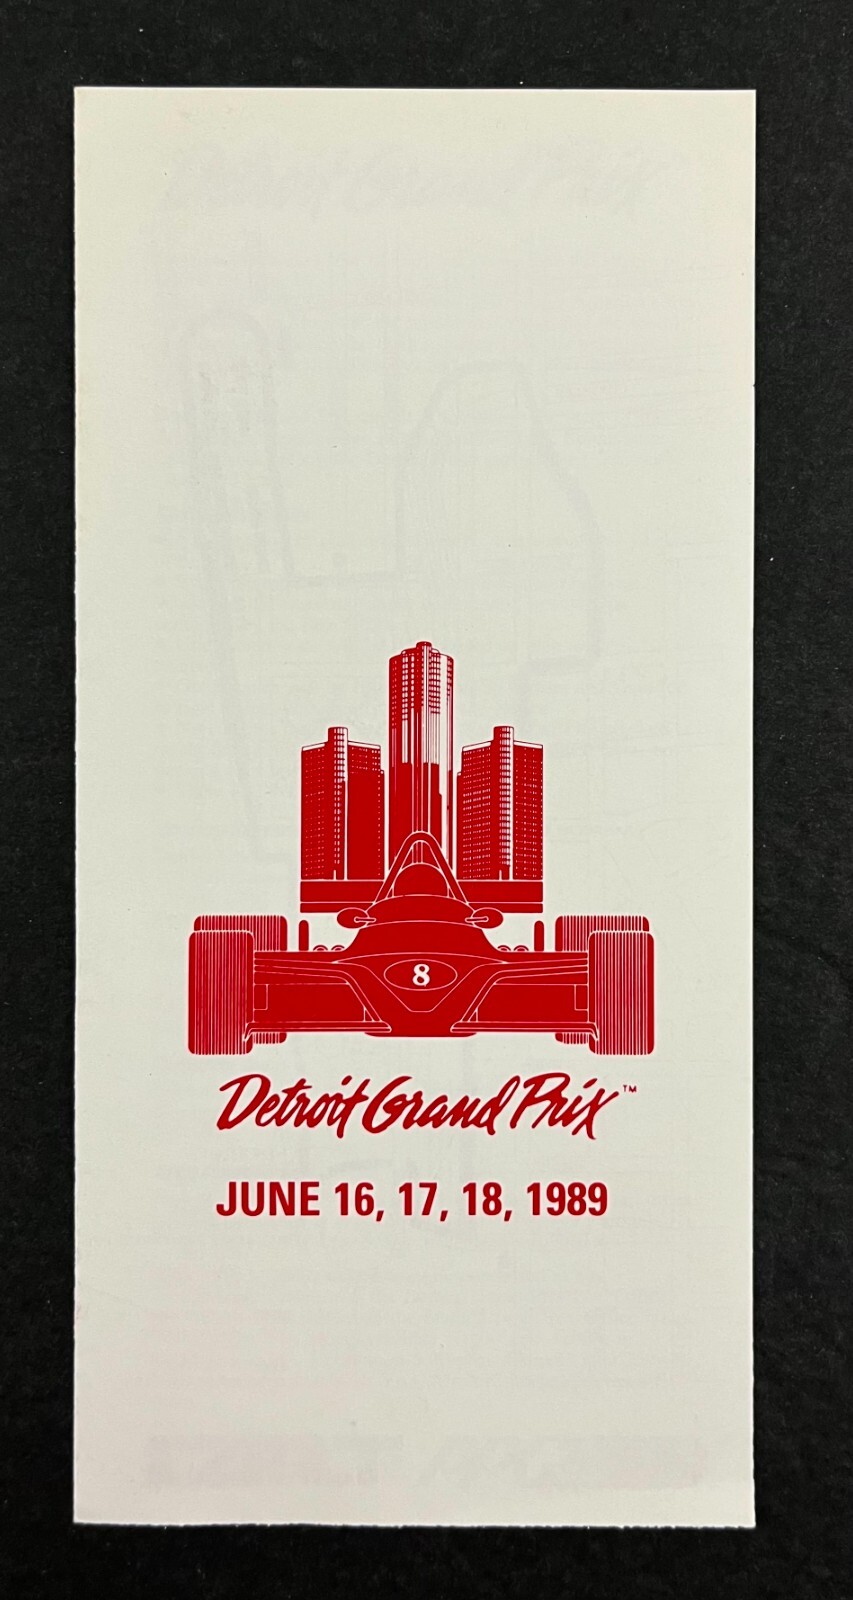 8
Detroit Grand Prix™
JUNE 16, 17, 18, 1989